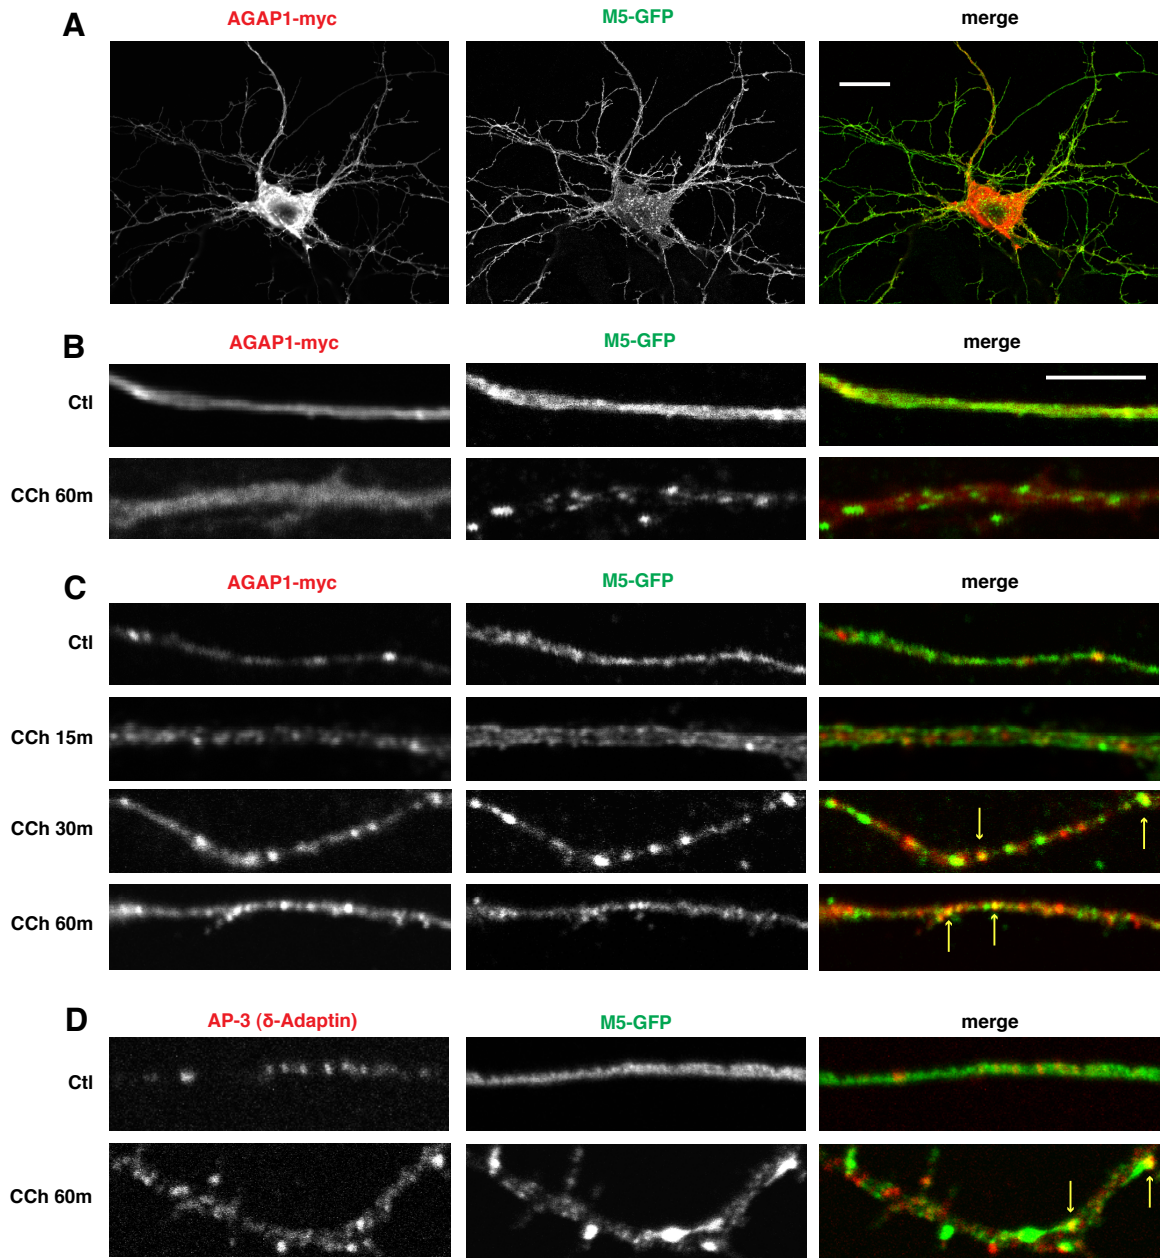 A
AGAP1-myc M5-GFP merge
B
AGAP1-myc M5-GFP merge
Ctl
CCh 60m
C
AGAP1-myc M5-GFP merge
Ctl
CCh 15m
CCh 30m
CCh 60m
D
AP-3 (δ-Adaptin) M5-GFP merge
Ctl
CCh 60m